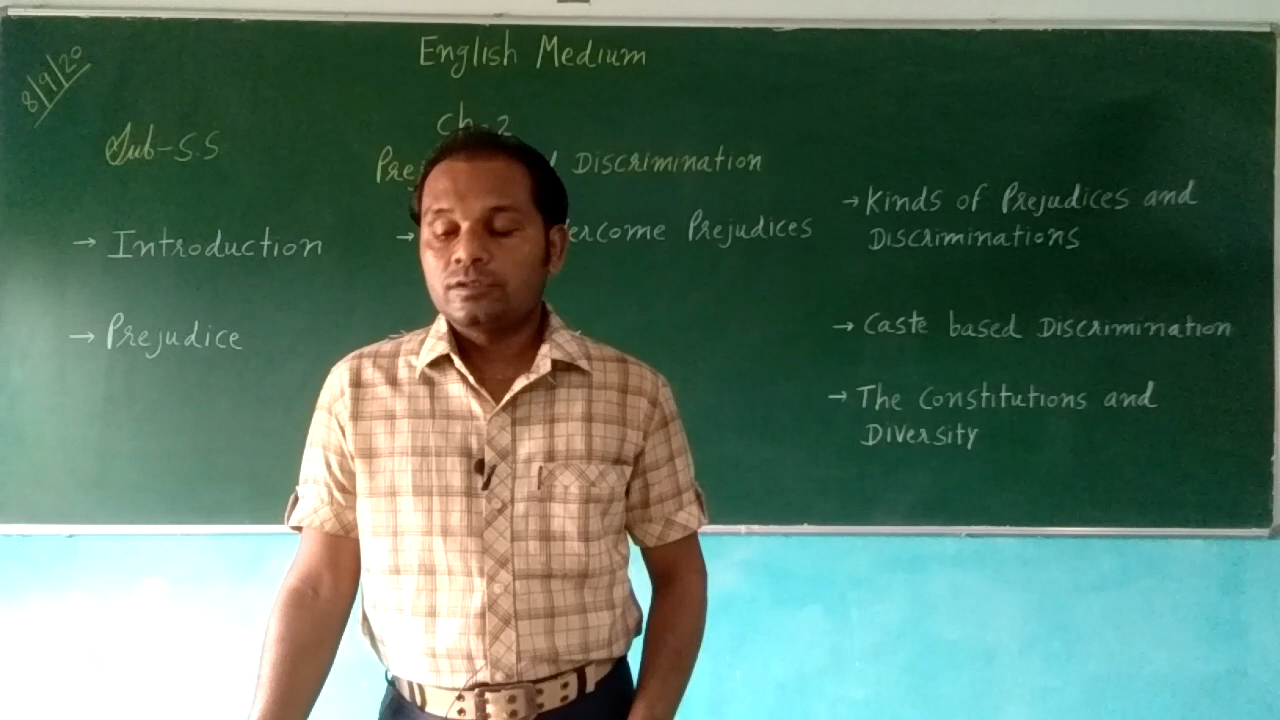 8/9/20
English Medium
Ch-2
Sub-S.S
Discrimination
→ Introduction
→ Prejudices
→ Prejudice
→ Kinds of Prejudices and
Discriminations
→ Caste based Discrimination
→ The Constitutions and
Diversity